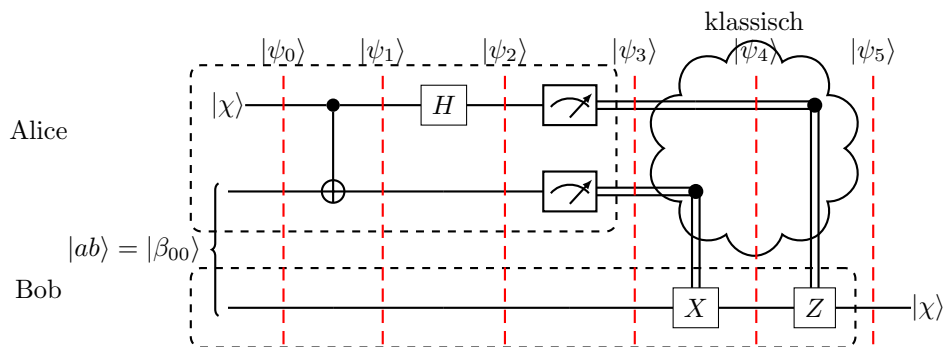 klassisch
|ψ₀⟩ |ψ₁⟩ |ψ₂⟩ |ψ₃⟩ |ψ₄⟩ |ψ₅⟩
|χ⟩ H
Alice
|ab⟩ = |β₀₀⟩
Bob
X Z |χ⟩